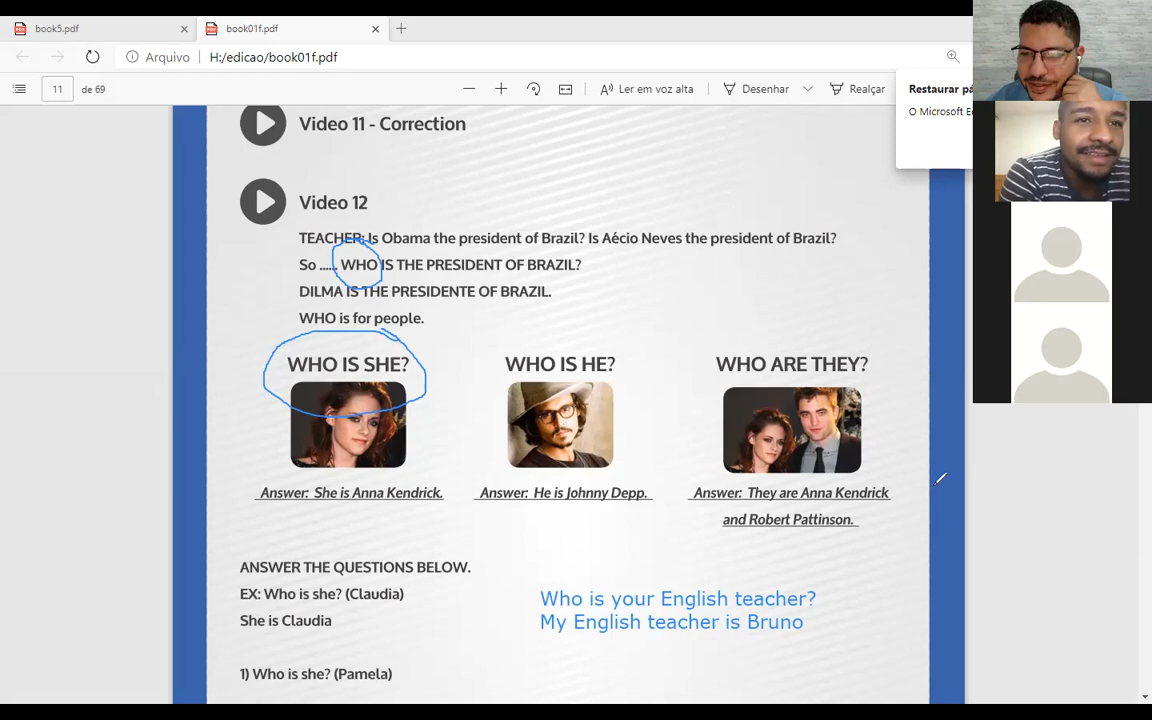 book5.pdf
book01f.pdf
Arquivo
H:/edicao/book01f.pdf
11 de 69
Ler em voz alta
Desenhar
Realçar
Restaurar pá
O Microsoft E
Video 11 - Correction
Video 12
TEACHER: Is Obama the president of Brazil? Is Aécio Neves the president of Brazil?
So ...... WHO IS THE PRESIDENT OF BRAZIL?
DILMA IS THE PRESIDENTE OF BRAZIL.
WHO is for people.
WHO IS SHE?
WHO IS HE?
WHO ARE THEY?
Answer: She is Anna Kendrick.
Answer: He is Johnny Depp.
Answer: They are Anna Kendrick
and Robert Pattinson.
ANSWER THE QUESTIONS BELOW.
EX: Who is she? (Claudia)
She is Claudia
Who is your English teacher?
My English teacher is Bruno
1) Who is she? (Pamela)